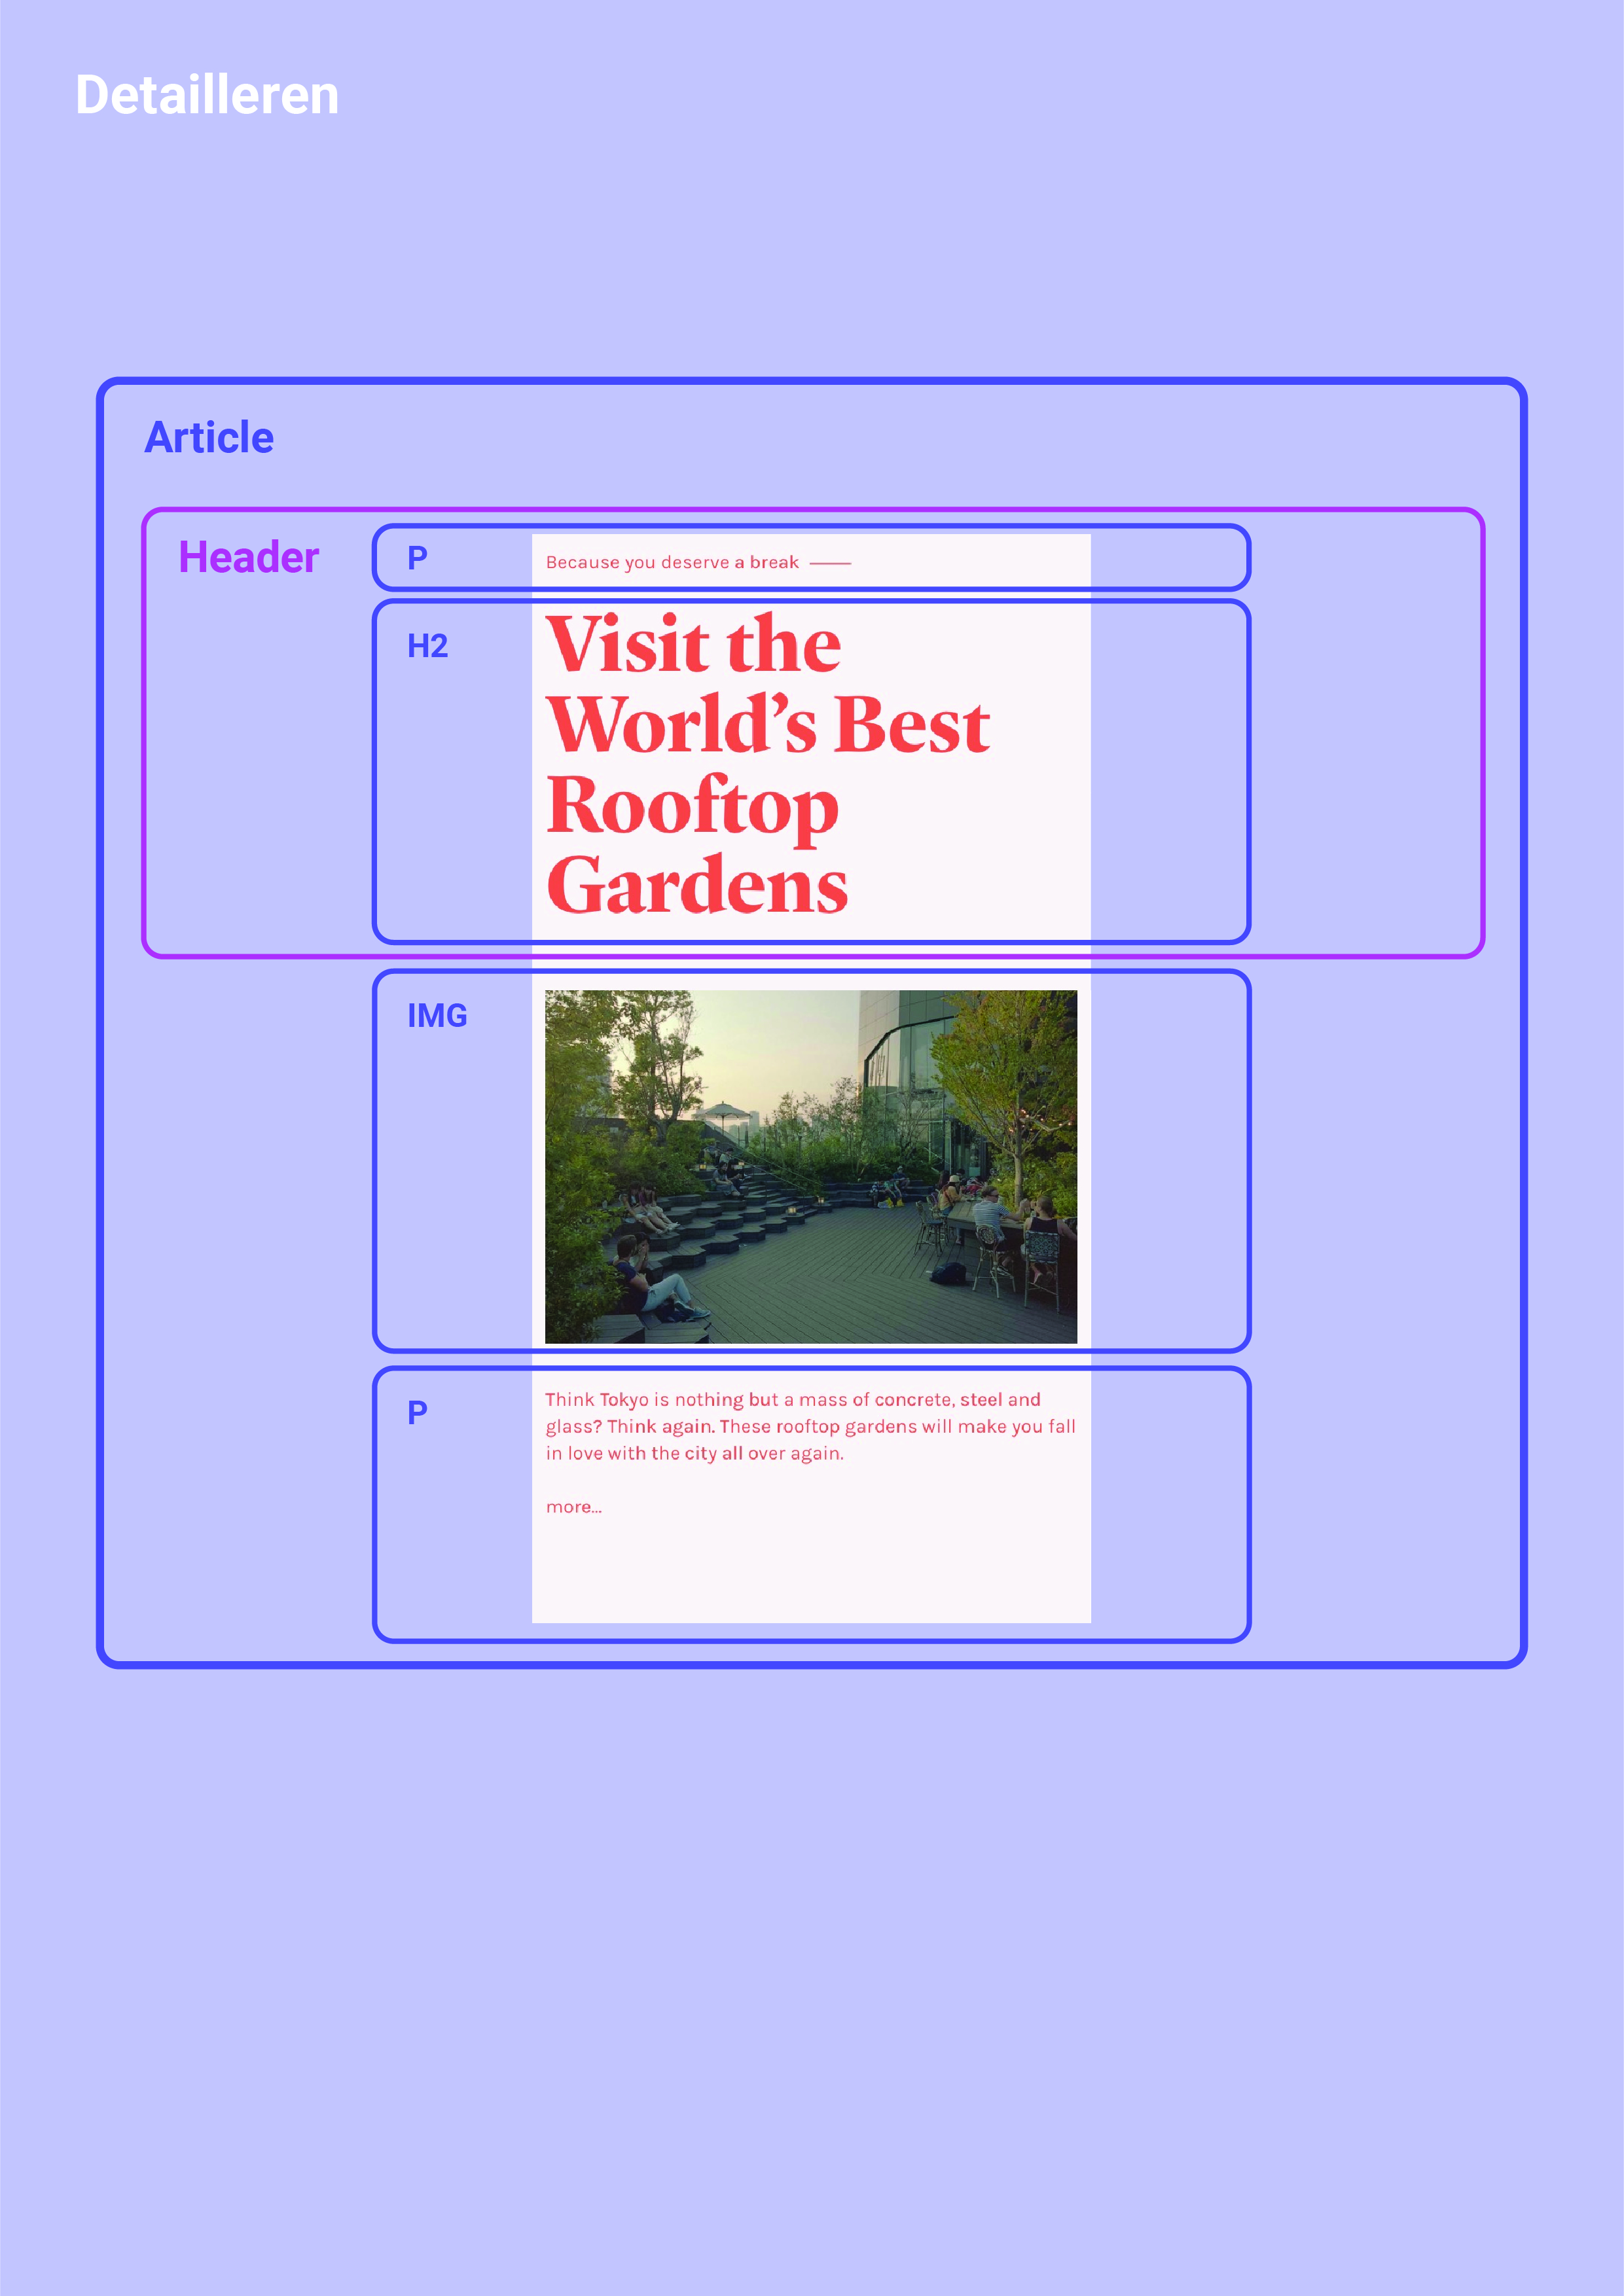 Detailleren
Article
Header
P
Because you deserve a break
H2
Visit the
World’s Best
Rooftop
Gardens
IMG
P
Think Tokyo is nothing but a mass of concrete, steel and
glass? Think again. These rooftop gardens will make you fall
in love with the city all over again.
more...